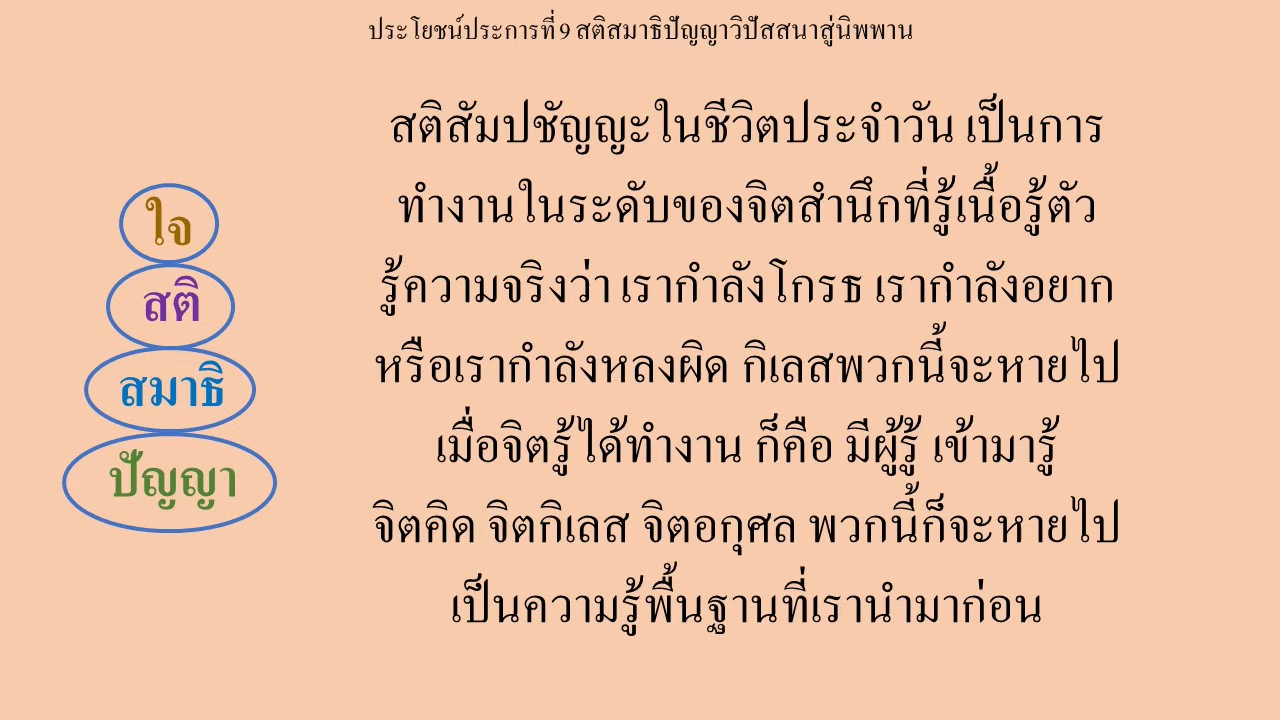 ประโยชน์ประการที่ 9 สติสมาธิปัญญาวิปัสสนาสู่นิพพาน
ใจ
สติ
สมาธิ
ปัญญา
สติสัมปชัญญะในชีวิตประจำวัน เป็นการ
ทำงานในระดับของจิตสำนึกที่รู้เนื้อรู้ตัว
รู้ความจริงว่า เรากำลังโกรธ เรากำลังอยาก
หรือเรากำลังหลงผิด กิเลสพวกนี้จะหายไป
เมื่อจิตรู้ ได้ทำงาน ก็คือ มีผู้รู้ เข้ามารู้
จิตคิด จิตกิเลส จิตอกุศล พวกนี้ก็จะหายไป
เป็นความรู้พื้นฐานที่เรานำมาก่อน